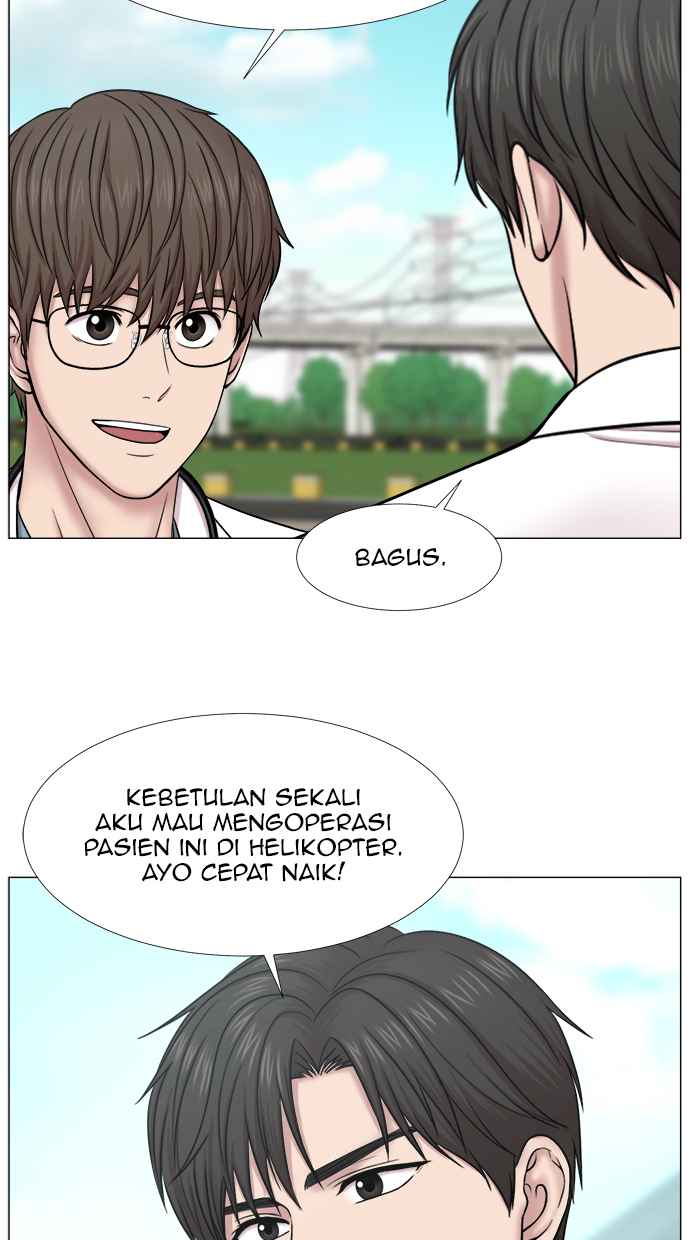 BAGUS.
KEBETULAN SEKALI
AKU MAU MENGOPERASI
PASIEN INI DI HELIKOPTER.
AYO CEPAT NAIK!